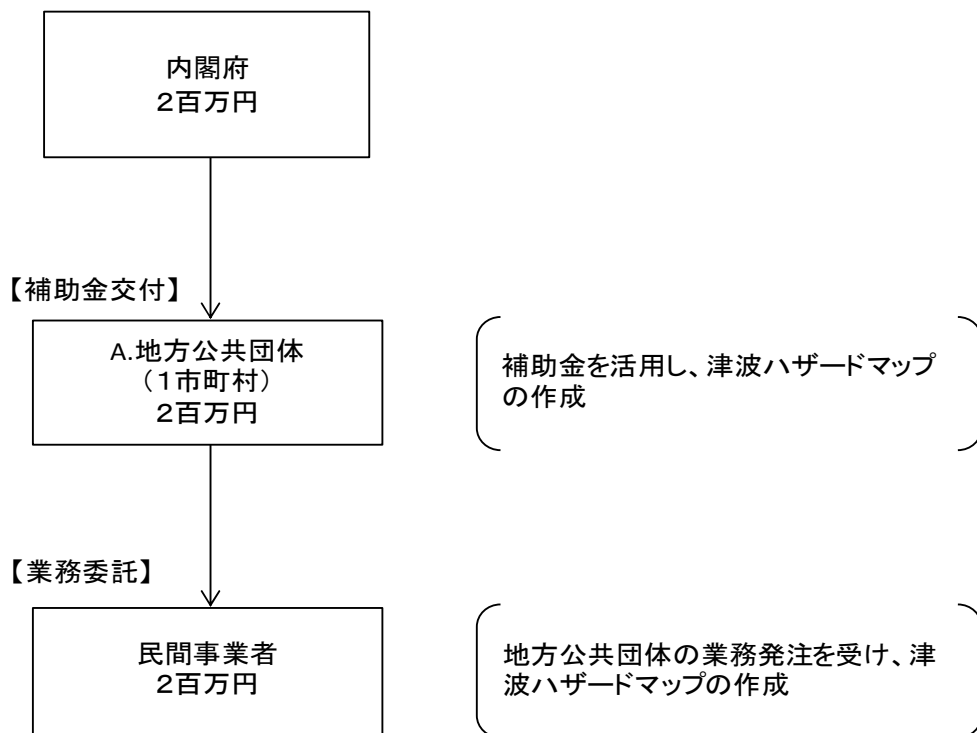 内閣府
２百万円
【補助金交付】
A.地方公共団体
（１市町村）
２百万円
補助金を活用し、津波ハザードマップ
の作成
【業務委託】
民間事業者
２百万円
地方公共団体の業務発注を受け、津
波ハザードマップの作成